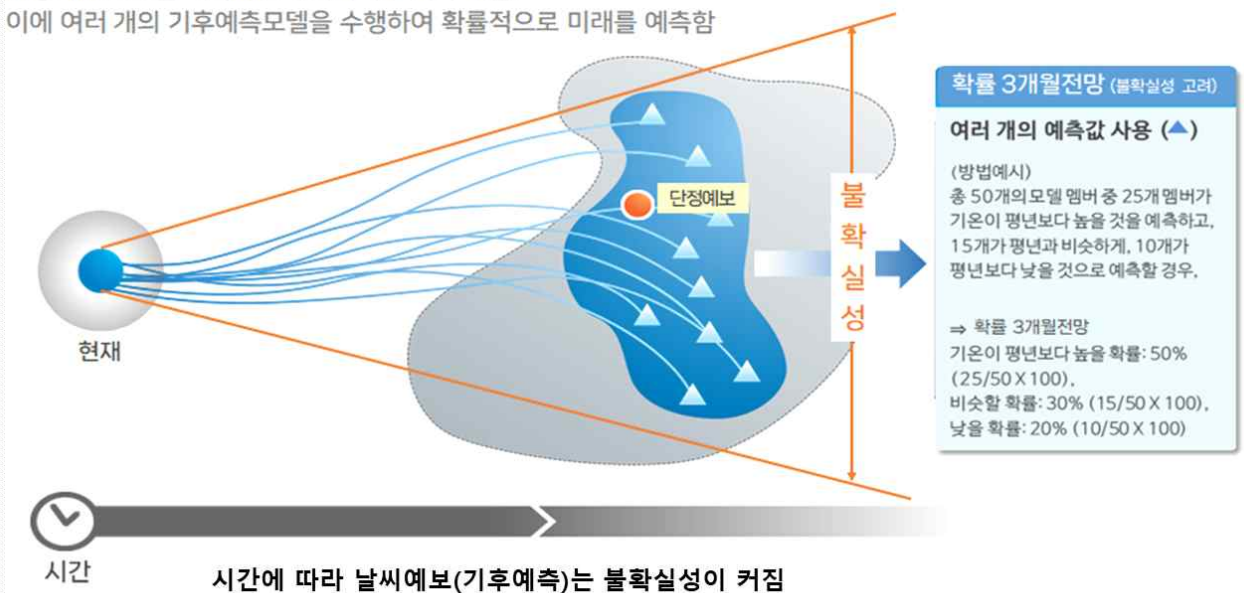 이에 여러 개의 기후예측모델을 수행하여 확률적으로 미래를 예측함
현재
단정예보
불
확
실
성
확률 3개월전망 (불확실성 고려)
여러 개의 예측값 사용 (▲)
(방법예시)
총 50개의 모델 멤버 중 25개 멤버가
기온이 평년보다 높을 것을 예측하고,
15개가 평년과 비슷하게, 10개가
평년보다 낮을 것으로 예측할 경우,
⇒ 확률 3개월전망
기온이 평년보다 높을 확률: 50%
(25/50 X 100),
비슷할 확률: 30% (15/50 X 100),
낮을 확률: 20% (10/50 X 100)
시간
시간에 따라 날씨예보(기후예측)는 불확실성이 커짐